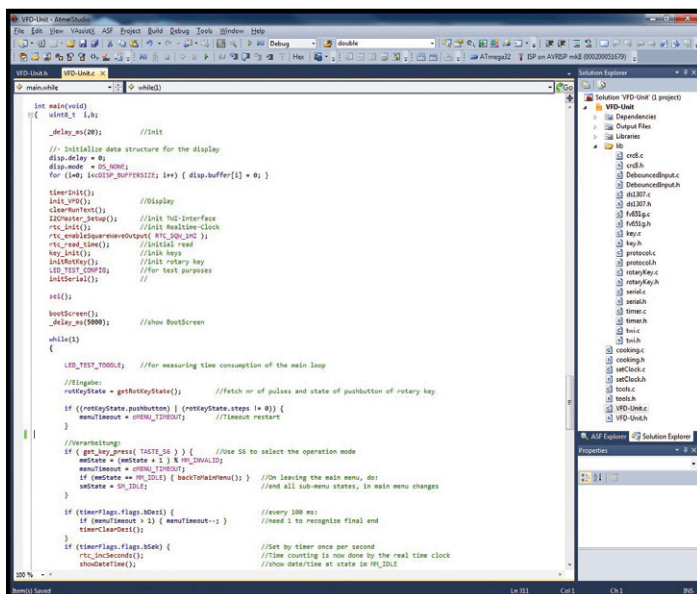 VFD-Unit - AtmelStudio
File Edit View VAssistX ASF Project Build Debug Tools Window Help
Debug double
Hex ATmega32 ISP on AVRISP mkII (000200051679)
VFD-Unit.h VFD-Unit.c
main.while while(1) Go
int main(void)
{ uint8_t i,b;
_delay_ms(20); //Init
//- Initialize data structure for the display
disp.delay = 0;
disp.mode = DS_NONE;
for (i=0; i<cDISP_BUFFERSIZE; i++) { disp.buffer[i] = 0; }
timerInit();
init_VFD(); //Display
clearRunText();
I2CMaster_Setup(); //init TWI-Interface
rtc_init(); //init Realtime-Clock
rtc_enableSquareWaveOutput( RTC_SQW_1HZ );
rtc_read_time(); //initial read
key_init(); //inik keys
initRotKey(); //init rotary key
LED_TEST_CONFIG; //for test purposes
initSerial(); //
sei();
bootScreen();
_delay_ms(5000); //show BootScreen
while(1)
{
LED_TEST_TOGGLE; //for measuring time consumption of the main loop
//Eingabe:
rotKeyState = getRotKeyState(); //fetch nr of pulses and state of pushbutton of rotary key
if ((rotKeyState.pushbutton) | (rotKeyState.steps != 0)) {
menuTimeout = cMENU_TIMEOUT; //Timeout restart
}
//Verarbeitung:
if ( get_key_press( TASTE_S6 ) ) { //Use S6 to select the operation mode
mmState = (mmState + 1 ) % MM_INVALID;
menuTimeout = cMENU_TIMEOUT;
if (mmState == MM_IDLE) { backToMainMenu(); } //On leaving the main menu, do:
smState = SM_IDLE; //end all sub-menu states, in main menu changes
}
if (timerFlags.flags.bDezi) { //every 100 ms:
if (menuTimeout > 1) { menuTimeout--; } //need 1 to recognize final end
timerClearDezi();
}
if (timerFlags.flags.bSek) { //Set by timer once per second
rtc_incSeconds(); //Time counting is now done by the real time clock
showDateTime(); //show date/time at state im MM_IDLE
100 %
Solution Explorer
Solution 'VFD-Unit' (1 project)
VFD-Unit
Dependencies
Output Files
Libraries
lib
crc8.c
crc8.h
DebouncedInput.c
DebouncedInput.h
ds1307.c
ds1307.h
fv651g.c
fv651g.h
key.c
key.h
protocol.c
protocol.h
rotaryKey.c
rotaryKey.h
serial.c
serial.h
timer.c
timer.h
twi.c
twi.h
cooking.c
cooking.h
setClock.c
setClock.h
tools.c
tools.h
VFD-Unit.c
VFD-Unit.h
ASF Explorer Solution Explorer
Properties
Item(s) Saved Ln 311 Col 1 Ch 1 INS